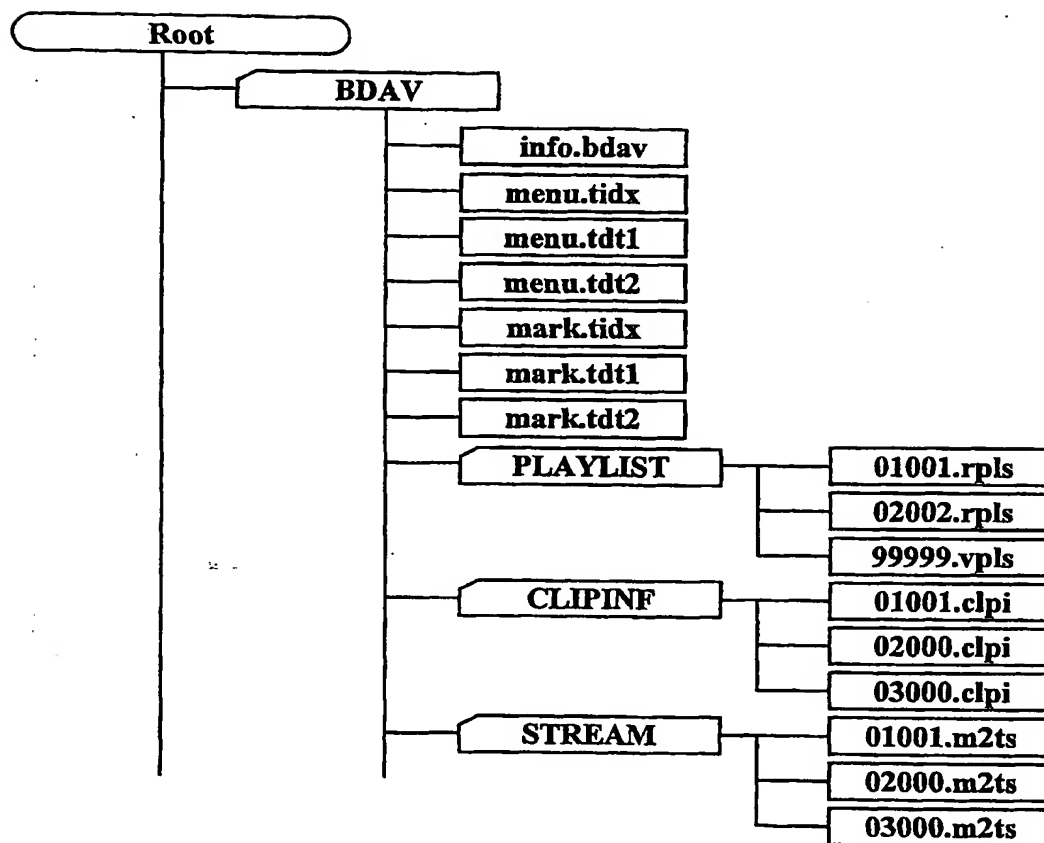 Root
BDAV
info.bdav
menu.tidx
menu.tdt1
menu.tdt2
mark.tidx
mark.tdt1
mark.tdt2
PLAYLIST
01001.rpls
02002.rpls
99999.vpls
CLIPINF
01001.clpi
02000.clpi
03000.clpi
STREAM
01001.m2ts
02000.m2ts
03000.m2ts